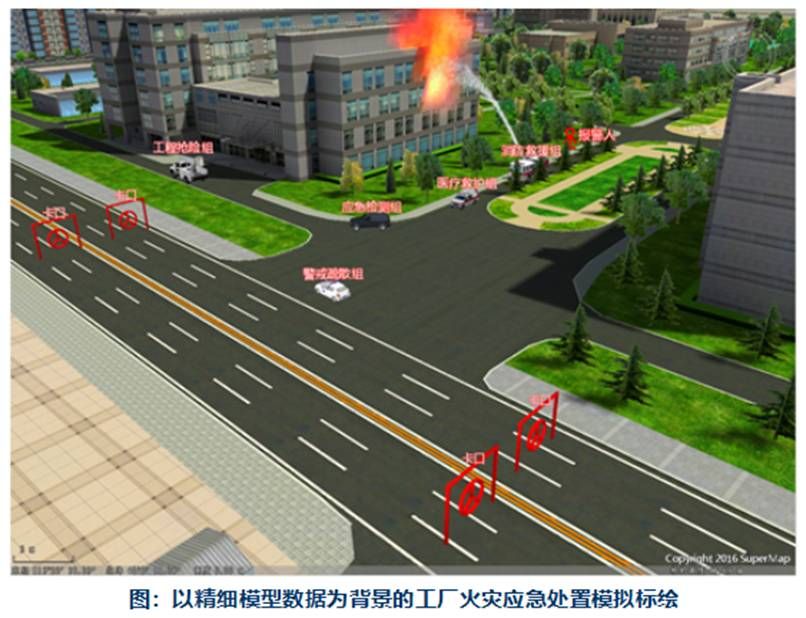 工程抢险组
报警人
消防救援组
医疗救护组
卡口
应急检测组
卡口
警戒疏散组
卡口
卡口
Copyright 2016 SuperMap
图：以精细模型数据为背景的工厂火灾应急处置模拟标绘